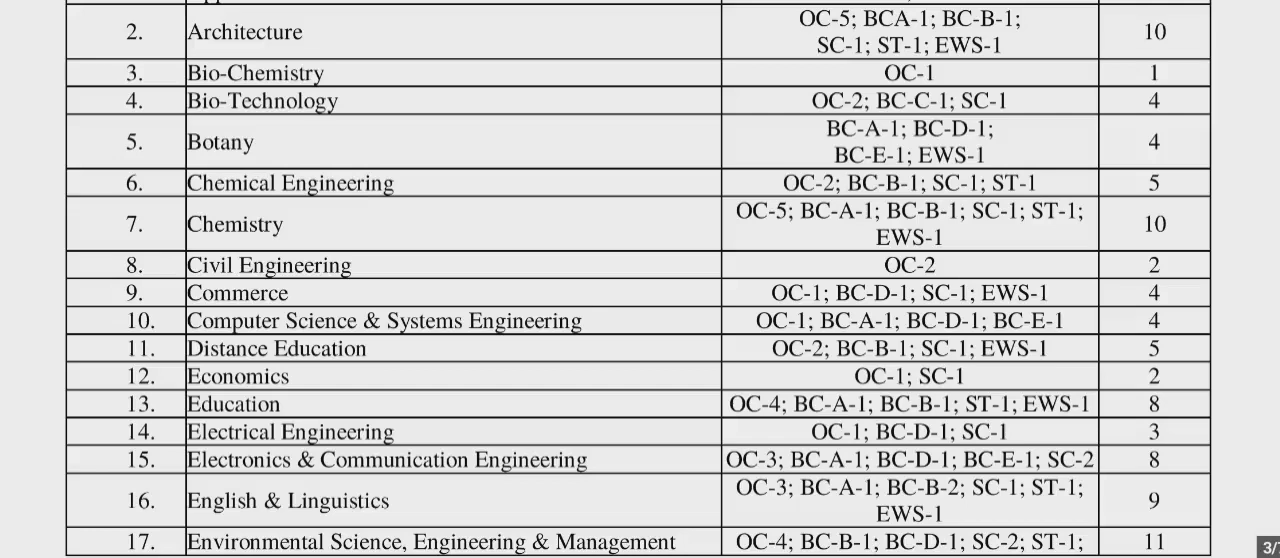 2. Architecture OC-5; BCA-1; BC-B-1; SC-1; ST-1; EWS-1 10
3. Bio-Chemistry OC-1 1
4. Bio-Technology OC-2; BC-C-1; SC-1 4
5. Botany BC-A-1; BC-D-1; BC-E-1; EWS-1 4
6. Chemical Engineering OC-2; BC-B-1; SC-1; ST-1 5
7. Chemistry OC-5; BC-A-1; BC-B-1; SC-1; ST-1; EWS-1 10
8. Civil Engineering OC-2 2
9. Commerce OC-1; BC-D-1; SC-1; EWS-1 4
10. Computer Science & Systems Engineering OC-1; BC-A-1; BC-D-1; BC-E-1 4
11. Distance Education OC-2; BC-B-1; SC-1; EWS-1 5
12. Economics OC-1; SC-1 2
13. Education OC-4; BC-A-1; BC-B-1; ST-1; EWS-1 8
14. Electrical Engineering OC-1; BC-D-1; SC-1 3
15. Electronics & Communication Engineering OC-3; BC-A-1; BC-D-1; BC-E-1; SC-2 8
16. English & Linguistics OC-3; BC-A-1; BC-B-2; SC-1; ST-1; EWS-1 9
17. Environmental Science, Engineering & Management OC-4; BC-B-1; BC-D-1; SC-2; ST-1; 11